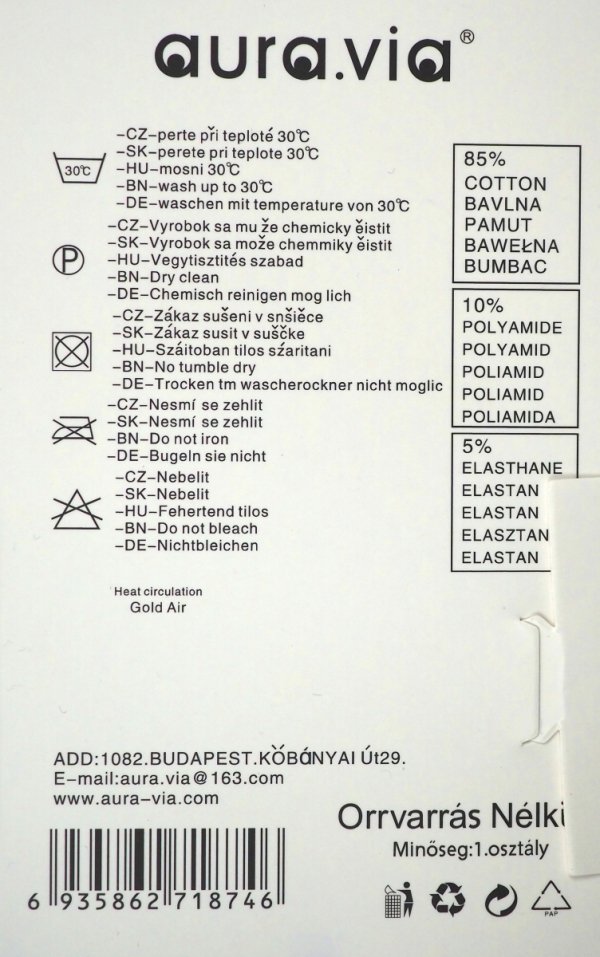 aura.via®
30℃
–CZ–perte při teploté 30℃
–SK–perete pri teplote 30℃
–HU–mosni 30℃
–BN–wash up to 30℃
–DE–waschen mit temperature von 30℃
P
–CZ–Vyrobok sa mu že chemicky ěistit
–SK–Vyrobok sa može chemmiky ěistit
–HU–Vegytisztités szabad
–BN–Dry clean
–DE–Chemisch reinigen mog lich
–CZ–Zákaz sušeni v snšiěce
–SK–Zákaz susit v suščke
–HU–Száitoban tilos szaritani
–BN–No tumble dry
–DE–Trocken tm wascherockner nicht moglic
–CZ–Nesmí se zehlit
–SK–Nesmí se zehlit
–BN–Do not iron
–DE–Bugeln sie nicht
–CZ–Nebelit
–SK–Nebelit
–HU–Fehertend tilos
–BN–Do not bleach
–DE–Nichtbleichen
85%
COTTON
BAVLNA
PAMUT
BAWEŁNA
BUMBAC
10%
POLYAMIDE
POLYAMID
POLIAMID
POLIAMID
POLIAMIDA
5%
ELASTHANE
ELASTAN
ELASTAN
ELASZTAN
ELASTAN
Heat circulation
Gold Air
ADD:1082.BUDAPEST.KŐBáNYAI Út29.
E–mail:aura.via@163.com
www.aura–via.com
Orrvarrás
Minőseg:1.osztály
6 935862 718746
PAP